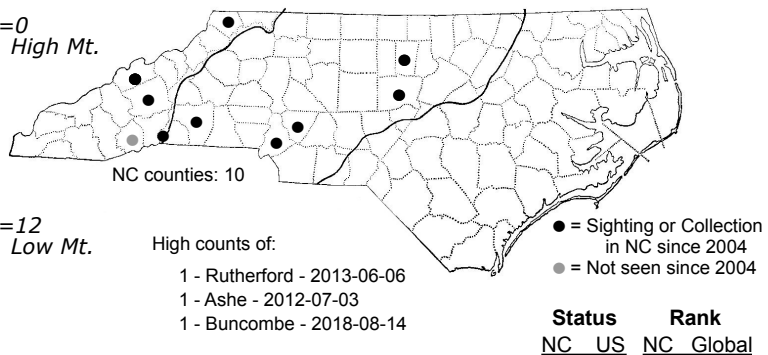 =0
High Mt.
NC counties: 10
=12
Low Mt.
High counts of:
1 - Rutherford - 2013-06-06
1 - Ashe - 2012-07-03
1 - Buncombe - 2018-08-14
● = Sighting or Collection
in NC since 2004
● = Not seen since 2004
Status Rank
NC US NC Global